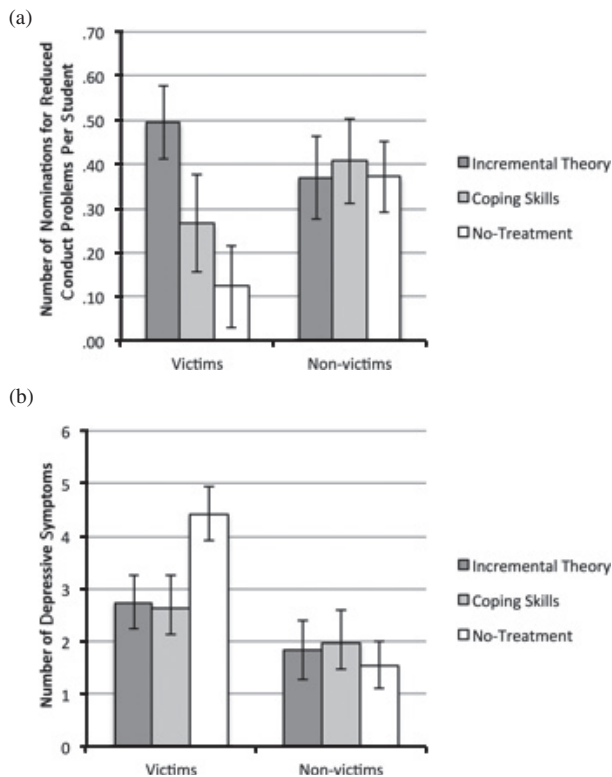 (a)
Number of Nominations for Reduced
Conduct Problems Per Student
.70
.60
.50
.40
.30
.20
.10
.00
Victims
Non-victims
Incremental Theory
Coping Skills
No-Treatment
(b)
Number of Depressive Symptoms
6
5
4
3
2
1
0
Victims
Non-victims
Incremental Theory
Coping Skills
No-Treatment